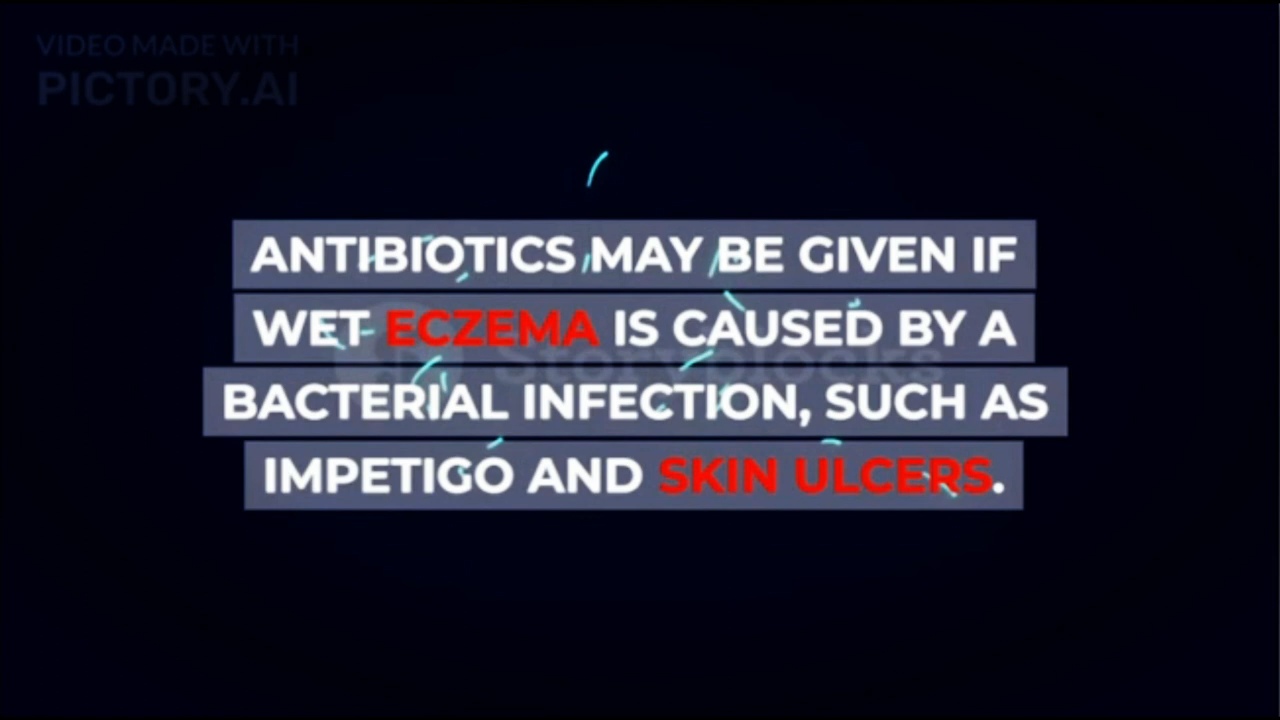 VIDEO MADE WITH
PICTORY.AI
ANTIBIOTICS MAY BE GIVEN IF
WET ECZEMA IS CAUSED BY A
Storyblocks
BACTERIAL INFECTION, SUCH AS
IMPETIGO AND SKIN ULCERS.